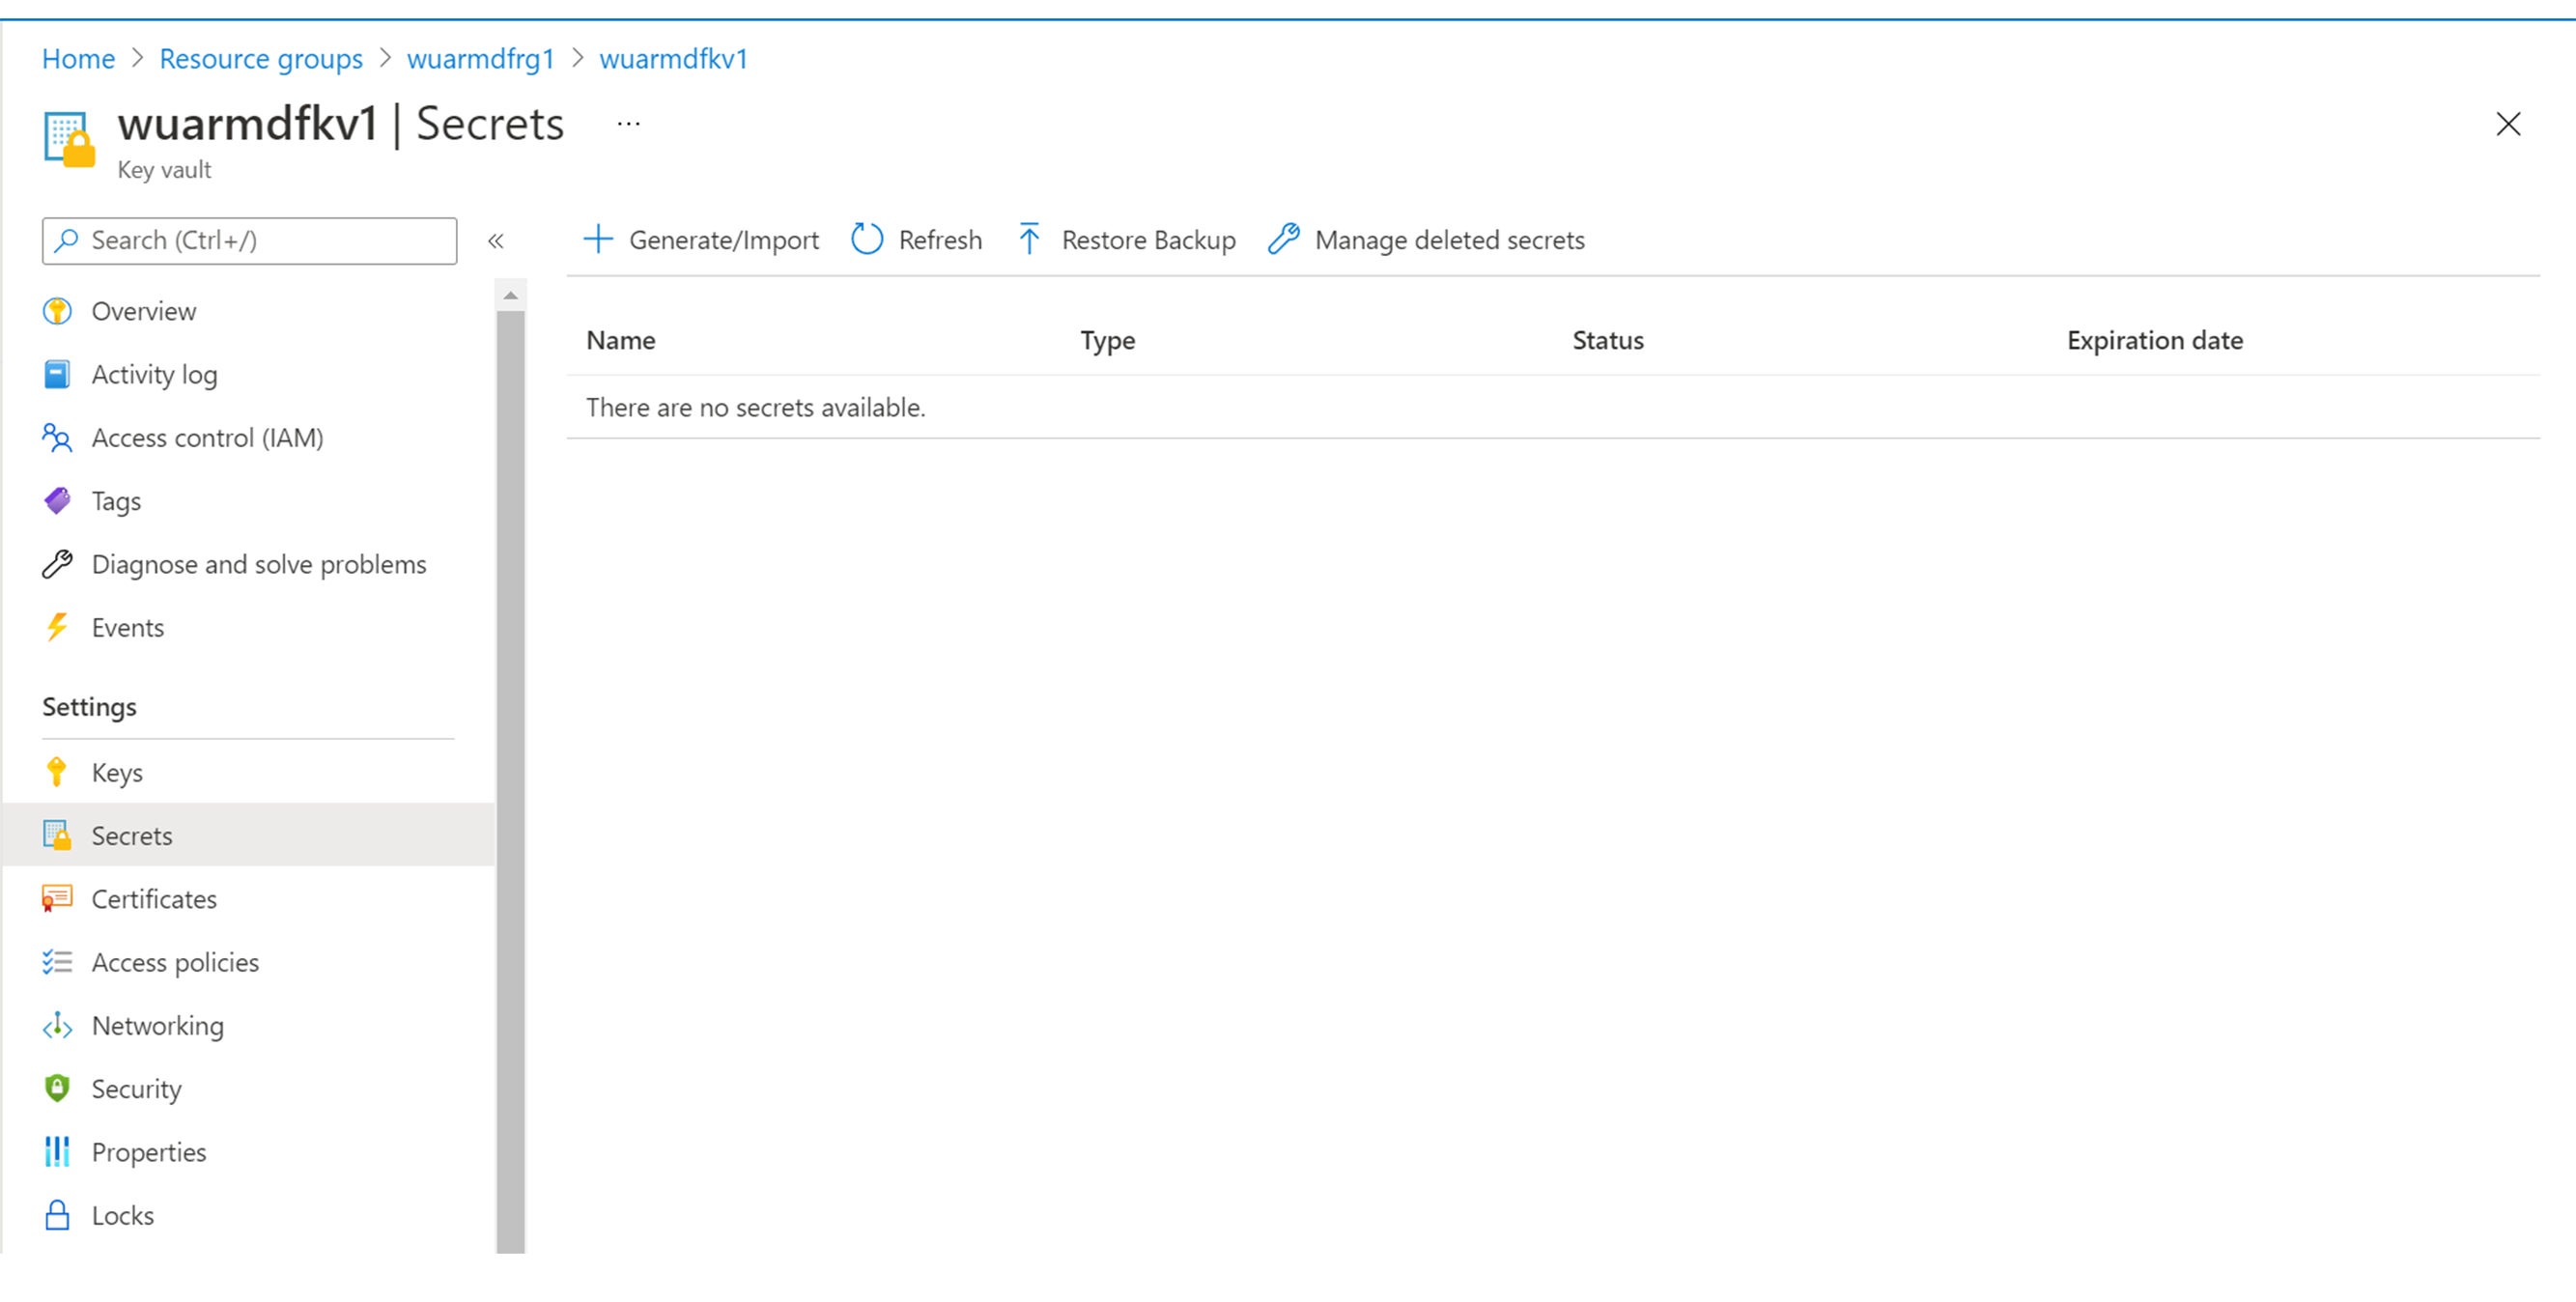 Home > Resource groups > wuarmdfrg1 > wuarmdfkv1
wuarmdfkv1 | Secrets ...
Key vault
Search (Ctrl+/)
«
Generate/Import Refresh Restore Backup Manage deleted secrets
Overview
Activity log
Access control (IAM)
Tags
Diagnose and solve problems
Events
Settings
Keys
Secrets
Certificates
Access policies
Networking
Security
Properties
Locks
Name Type Status Expiration date
There are no secrets available.